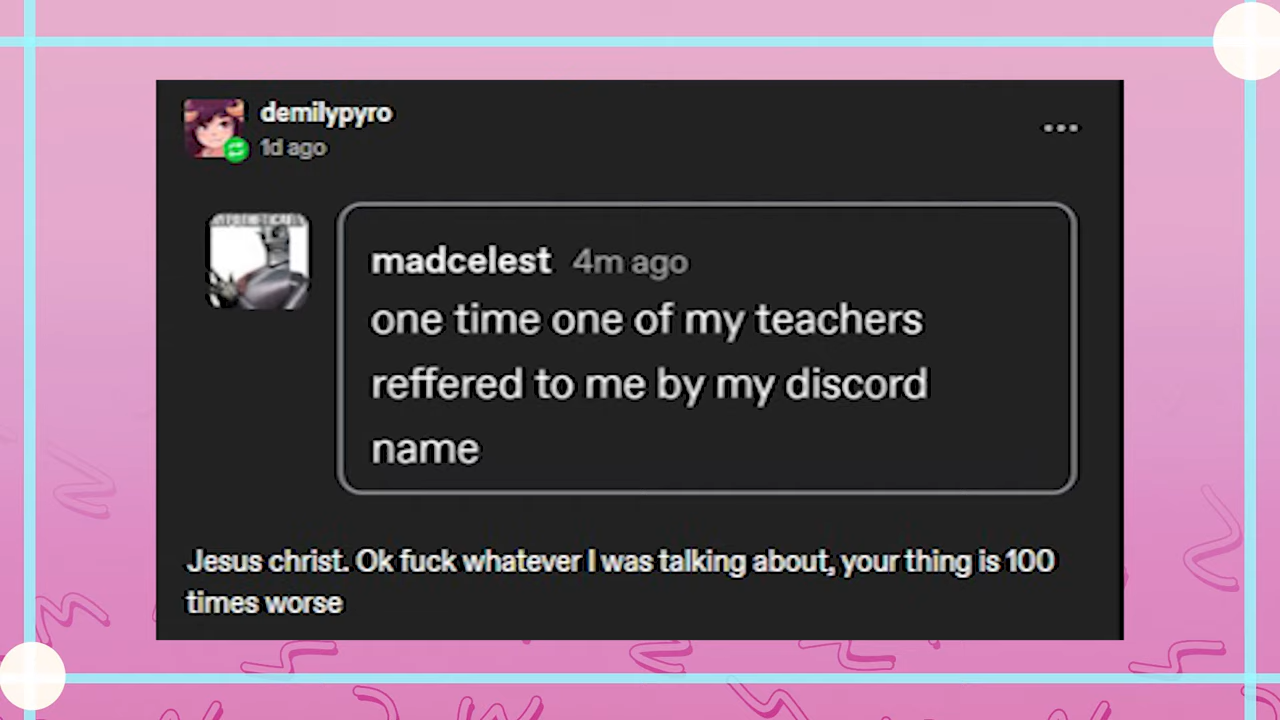 demilypyro
1d ago
madcelest 4m ago
one time one of my teachers
reffered to me by my discord
name
Jesus christ. Ok fuck whatever I was talking about, your thing is 100
times worse